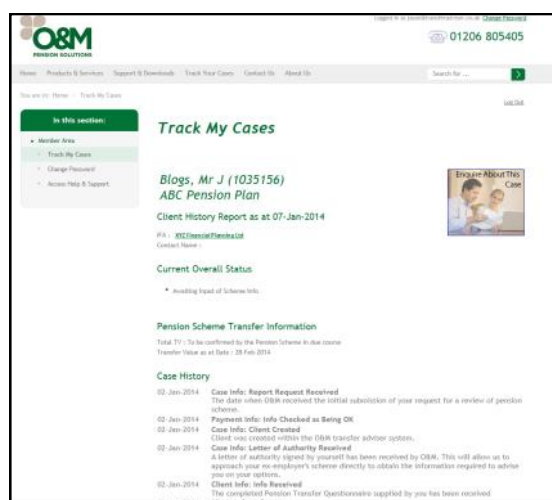 O&M
PENSION SOLUTIONS
Logged in as Change Password
01206 805405
Home Products & Services Support & Downloads Track Your Cases Contact Us About Us
Search for ...
You are in: Home Track My Cases
Log Out
In this section:
Member Area
Track My Cases
Change Password
Access Help & Support
Track My Cases
Blogs, Mr J (1035156)
ABC Pension Plan
Enquire About This
Case
Client History Report as at 07-Jan-2014
IFA : XYZ Financial Planning Ltd
Contact Name :
Current Overall Status
Awaiting Input of Scheme Info.
Pension Scheme Transfer Information
Total TV : To be confirmed by the Pension Scheme in due course
Transfer Value as at Date : 28 Feb 2014
Case History
02-Jan-2014 Case Info: Report Request Received
The date when O&M received the initial submission of your request for a review of pension
scheme.
02-Jan-2014 Payment Info: Info Checked as Being OK
02-Jan-2014 Case Info: Client Created
Client was created within the O&M transfer adviser system.
02-Jan-2014 Case Info: Letter of Authority Received
A letter of authority signed by yourself has been received by O&M. This will allow us to
approach your ex-employer's scheme directly to obtain the information required to advise
you on your options.
02-Jan-2014 Client Info: Info Received
The completed Pension Transfer Questionnaire supplied by you has been received